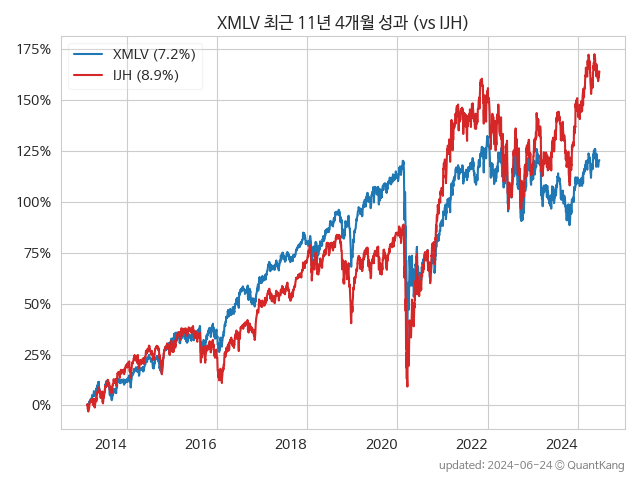 XMLV 최근 11년 4개월 성과 (vs IJH)
XMLV (7.2%)
IJH (8.9%)
175%
150%
125%
100%
75%
50%
25%
0%
2014 2016 2018 2020 2022 2024
updated: 2024-06-24 © QuantKang